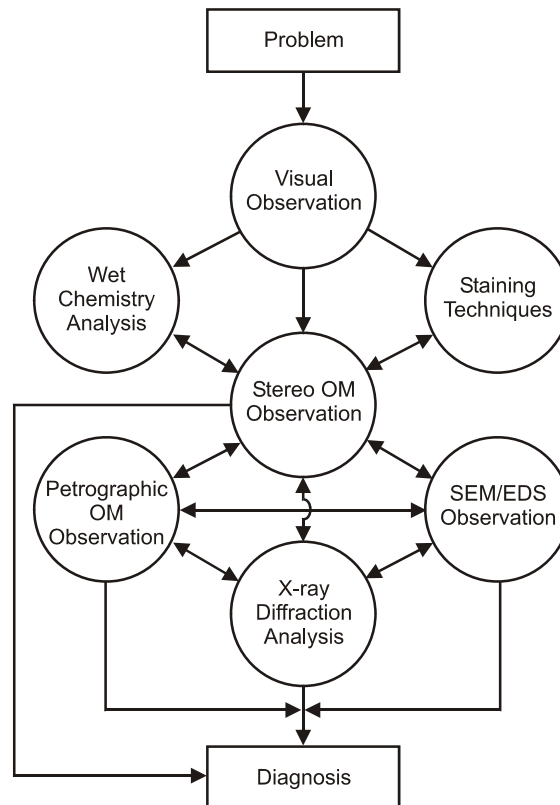 Problem
Visual
Observation
Wet
Chemistry
Analysis
Staining
Techniques
Stereo OM
Observation
Petrographic
OM
Observation
SEM/EDS
Observation
X-ray
Diffraction
Analysis
Diagnosis